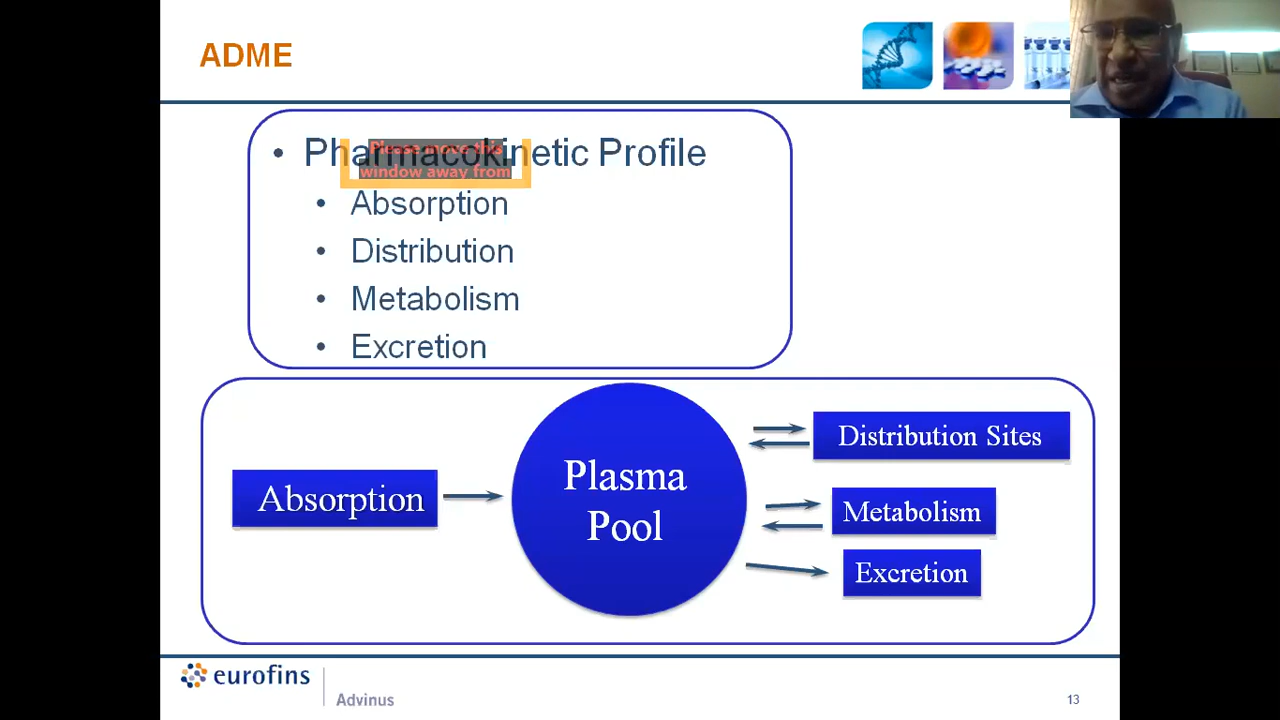 ADME
• Pharmacokinetic Profile
Please move this
window away from
• Absorption
• Distribution
• Metabolism
• Excretion
Absorption
Plasma
Pool
Distribution Sites
Metabolism
Excretion
eurofins
Advinus
13